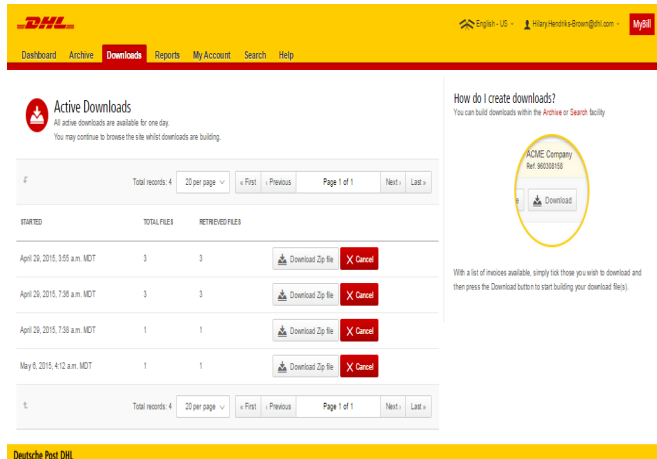 DHL
English - US
Hilary.Hendriks-Brown@dhl.com
MyBill
Dashboard Archive Downloads Reports My Account Search Help
Active Downloads
All active downloads are available for one day.
You may continue to browse the site whilst downloads are building.
Total records: 4 20 per page « First ‹ Previous Page 1 of 1 Next › Last »
STARTED TOTAL FILES RETRIEVED FILES
April 29, 2015, 3:55 a.m. MDT 3 3 Download Zip file X Cancel
April 29, 2015, 7:36 a.m. MDT 3 3 Download Zip file X Cancel
April 29, 2015, 7:38 a.m. MDT 1 1 Download Zip file X Cancel
May 6, 2015, 4:12 a.m. MDT 1 1 Download Zip file X Cancel
Total records: 4 20 per page « First ‹ Previous Page 1 of 1 Next › Last »
How do I create downloads?
You can build downloads within the Archive or Search facility
ACME Company
Ref. 960308158
Download
With a list of invoices available, simply tick those you wish to download and
then press the Download button to start building your download file(s).
Deutsche Post DHL